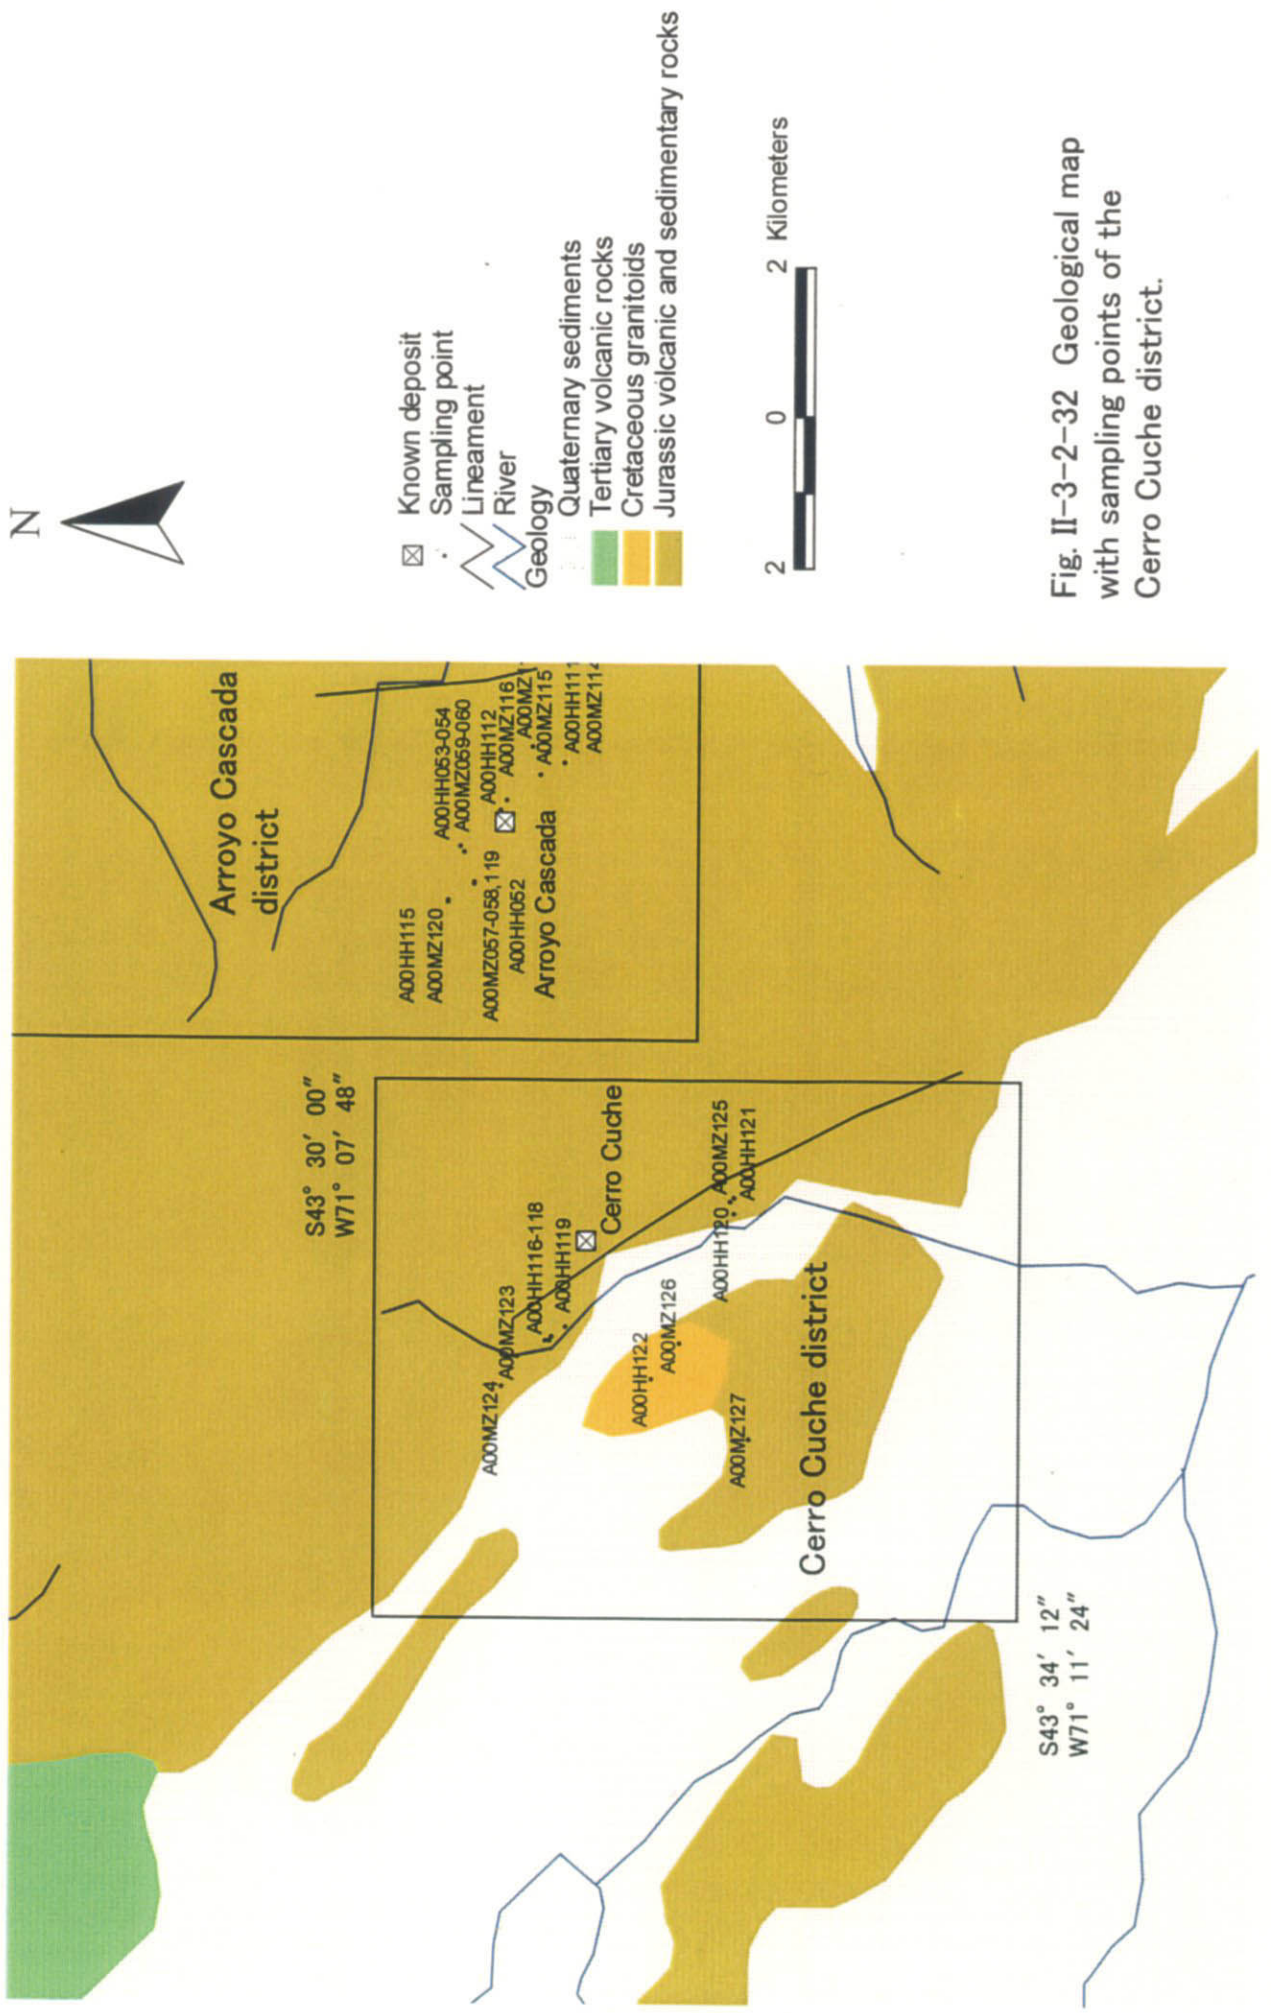 N
Known deposit
Sampling point
Lineament
River
Geology
Quaternary sediments
Tertiary volcanic rocks
Cretaceous granitoids
Jurassic volcanic and sedimentary rocks
2 0 2 Kilometers
Fig. II-3-2-32 Geological map
with sampling points of the
Cerro Cuche district.
Arroyo Cascada
district
A00HH115
A00MZ120
A00HH053-054
A00MZ059-060
A00HH112
A00MZ116
A00MZ1
A00MZ115
A00HH111
A00MZ114
A00MZ057-058,119
A00HH052
Arroyo Cascada
S43° 30′ 00″
W71° 07′ 48″
A00MZ124
A00MZ123
A00HH116-118
A00HH119
Cerro Cuche
A00HH122
A00MZ126
A00HH120
A00MZ125
A00HH121
A00MZ127
Cerro Cuche district
S43° 34′ 12″
W71° 11′ 24″